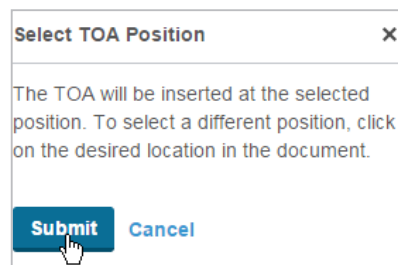 Select TOA Position
The TOA will be inserted at the selected
position. To select a different position, click
on the desired location in the document.
Submit Cancel